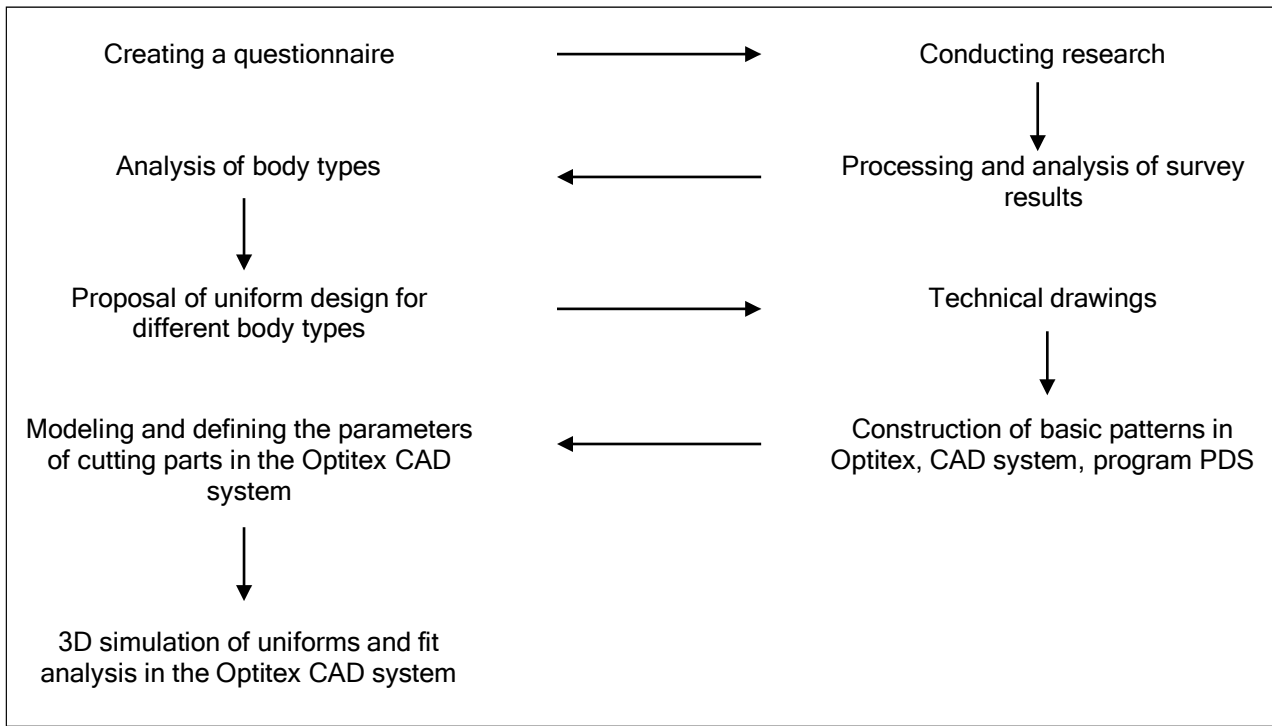 Creating a questionnaire
Conducting research
Processing and analysis of survey
results
Analysis of body types
Proposal of uniform design for
different body types
Technical drawings
Construction of basic patterns in
Optitex, CAD system, program PDS
Modeling and defining the parameters
of cutting parts in the Optitex CAD
system
3D simulation of uniforms and fit
analysis in the Optitex CAD system